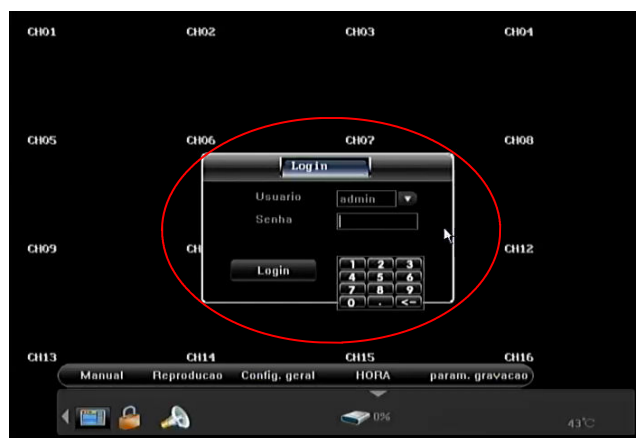 CH01 CH02 CH03 CH04
CH05 CH06 CH07 CH08
Login
Usuario admin
Senha
CH09 CH CH12
Login
1 2 3
4 5 6
7 8 9
0 . <-
CH13 CH14 CH15 CH16
Manual Reproducao Config. geral HORA param. gravacao
0%
43°C